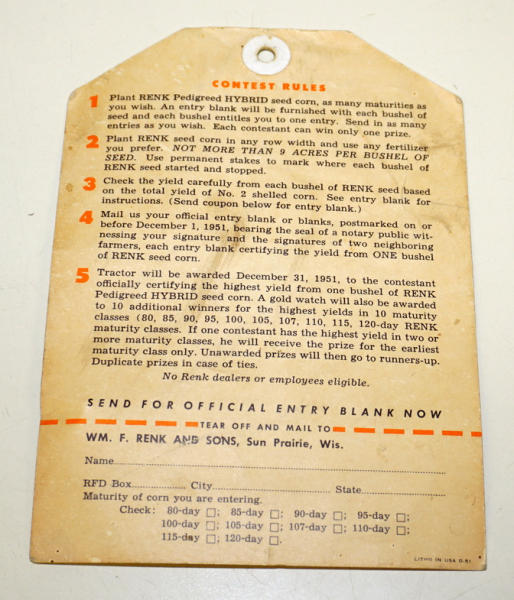 CONTEST RULES
1 Plant RENK Pedigreed HYBRID seed corn, as many maturities as
you wish. An entry blank will be furnished with each bushel of
seed and each bushel entitles you to one entry. Send in as many
entries as you wish. Each contestant can win only one prize.
2 Plant RENK seed corn in any row width and use any fertilizer
you prefer. NOT MORE THAN 9 ACRES PER BUSHEL OF
SEED. Use permanent stakes to mark where each bushel of
RENK seed started and stopped.
3 Check the yield carefully from each bushel of RENK seed based
on the total yield of No. 2 shelled corn. See entry blank for
instructions. (Send coupon below for entry blank.)
4 Mail us your official entry blank or blanks, postmarked on or
before December 1, 1951, bearing the seal of a notary public wit-
nessing your signature and the signatures of two neighboring
farmers, each entry blank certifying the yield from ONE bushel
of RENK seed corn.
5 Tractor will be awarded December 31, 1951, to the contestant
officially certifying the highest yield from one bushel of RENK
Pedigreed HYBRID seed corn. A gold watch will also be awarded
to 10 additional winners for the highest yields in 10 maturity
classes (80, 85, 90, 95, 100, 105, 107, 110, 115, 120-day RENK
maturity classes. If one contestant has the highest yield in two or
more maturity classes, he will receive the prize for the earliest
maturity class only. Unawarded prizes will then go to runners-up.
Duplicate prizes in case of ties.
No Renk dealers or employees eligible.
SEND FOR OFFICIAL ENTRY BLANK NOW
TEAR OFF AND MAIL TO
WM. F. RENK AND SONS, Sun Prairie, Wis.
Name
RFD Box City State
Maturity of corn you are entering.
Check: 80-day □; 85-day □; 90-day □; 95-day □;
100-day □; 105-day □; 107-day □; 110-day □;
115-day □; 120-day □.
LITHO IN USA G.51